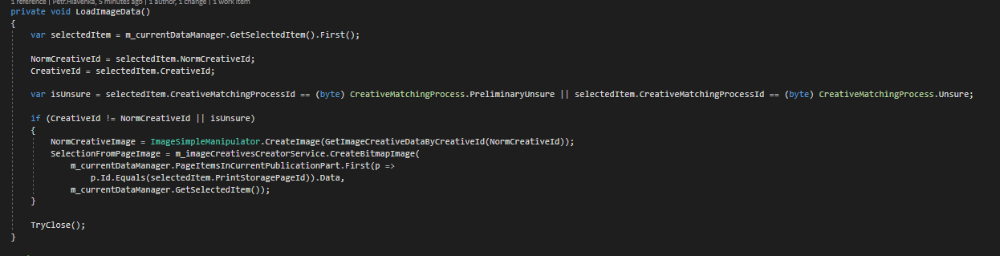 1 reference | Petr.Hlavenka, 5 minutes ago | 1 author, 1 change | 1 work item
private void LoadImageData()
{
    var selectedItem = m_currentDataManager.GetSelectedItem().First();

    NormCreativeId = selectedItem.NormCreativeId;
    CreativeId = selectedItem.CreativeId;

    var isUnsure = selectedItem.CreativeMatchingProcessId == (byte) CreativeMatchingProcess.PreliminaryUnsure || selectedItem.CreativeMatchingProcessId == (byte) CreativeMatchingProcess.Unsure;

    if (CreativeId != NormCreativeId || isUnsure)
    {
        NormCreativeImage = ImageSimpleManipulator.CreateImage(GetImageCreativeDataByCreativeId(NormCreativeId));
        SelectionFromPageImage = m_imageCreativesCreatorService.CreateBitmapImage(
            m_currentDataManager.PageItemsInCurrentPublicationPart.First(p =>
                p.Id.Equals(selectedItem.PrintStoragePageId)).Data,
            m_currentDataManager.GetSelectedItem());
    }

    TryClose();
}